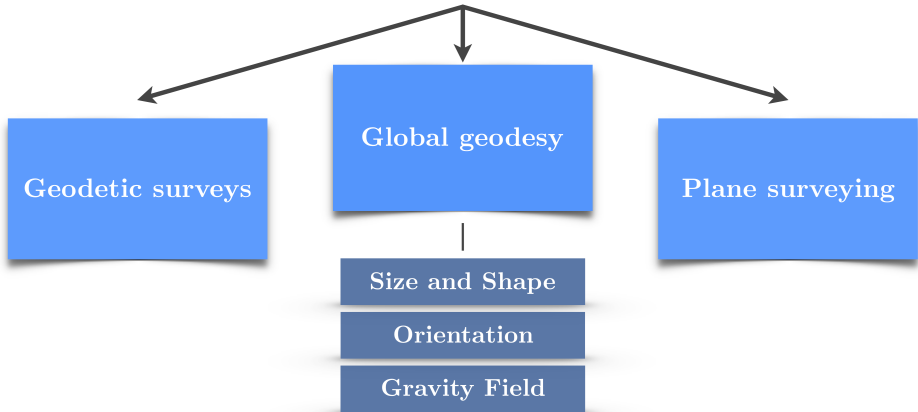 Global geodesy
Geodetic surveys
Plane surveying
Size and Shape
Orientation
Gravity Field